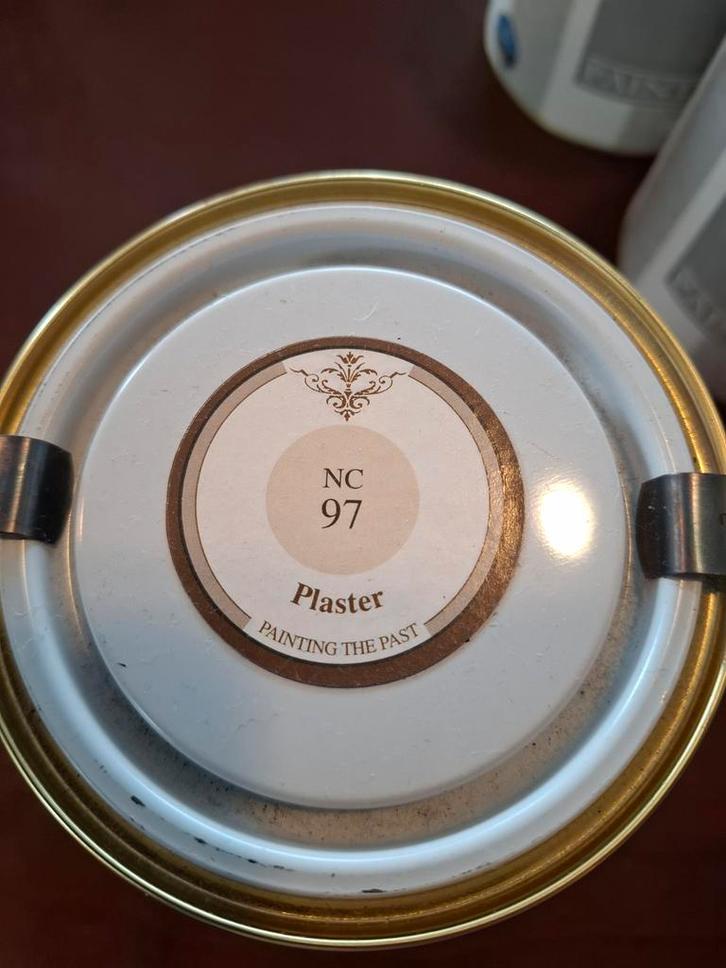 NC
97
Plaster
PAINTING THE PAST